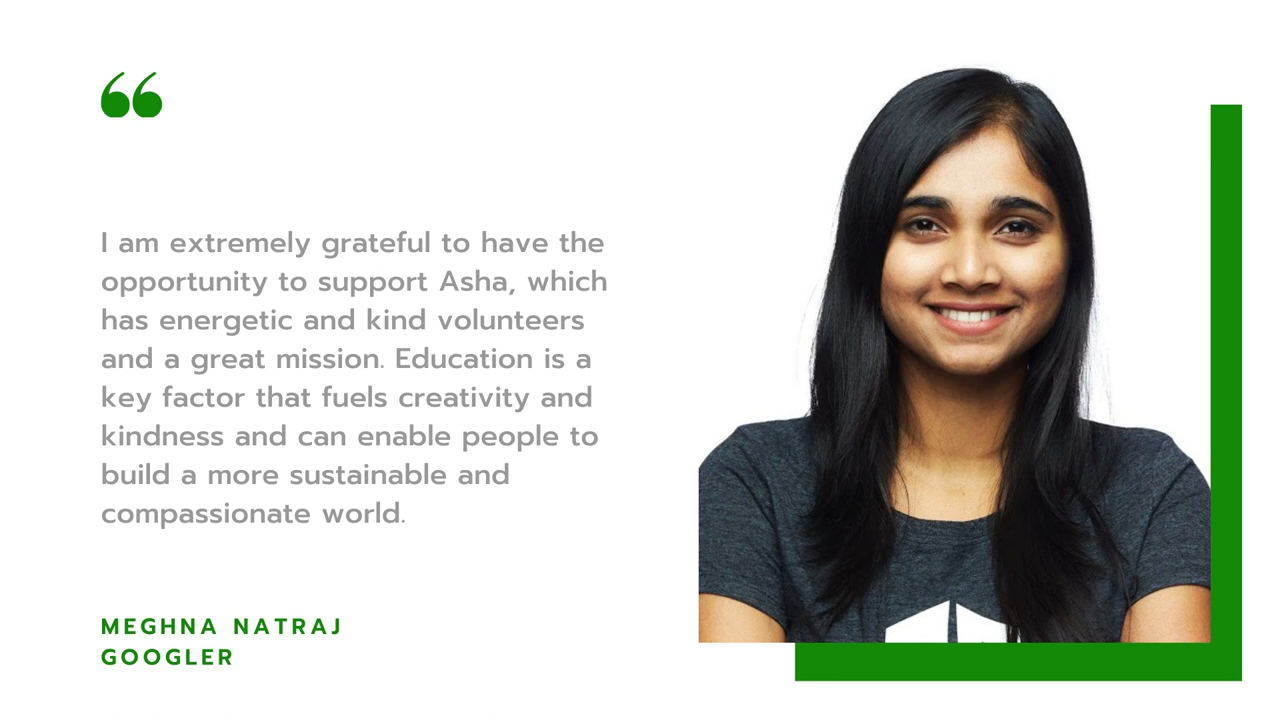 I am extremely grateful to have the
opportunity to support Asha, which
has energetic and kind volunteers
and a great mission. Education is a
key factor that fuels creativity and
kindness and can enable people to
build a more sustainable and
compassionate world.
MEGHNA NATRAJ
GOOGLER